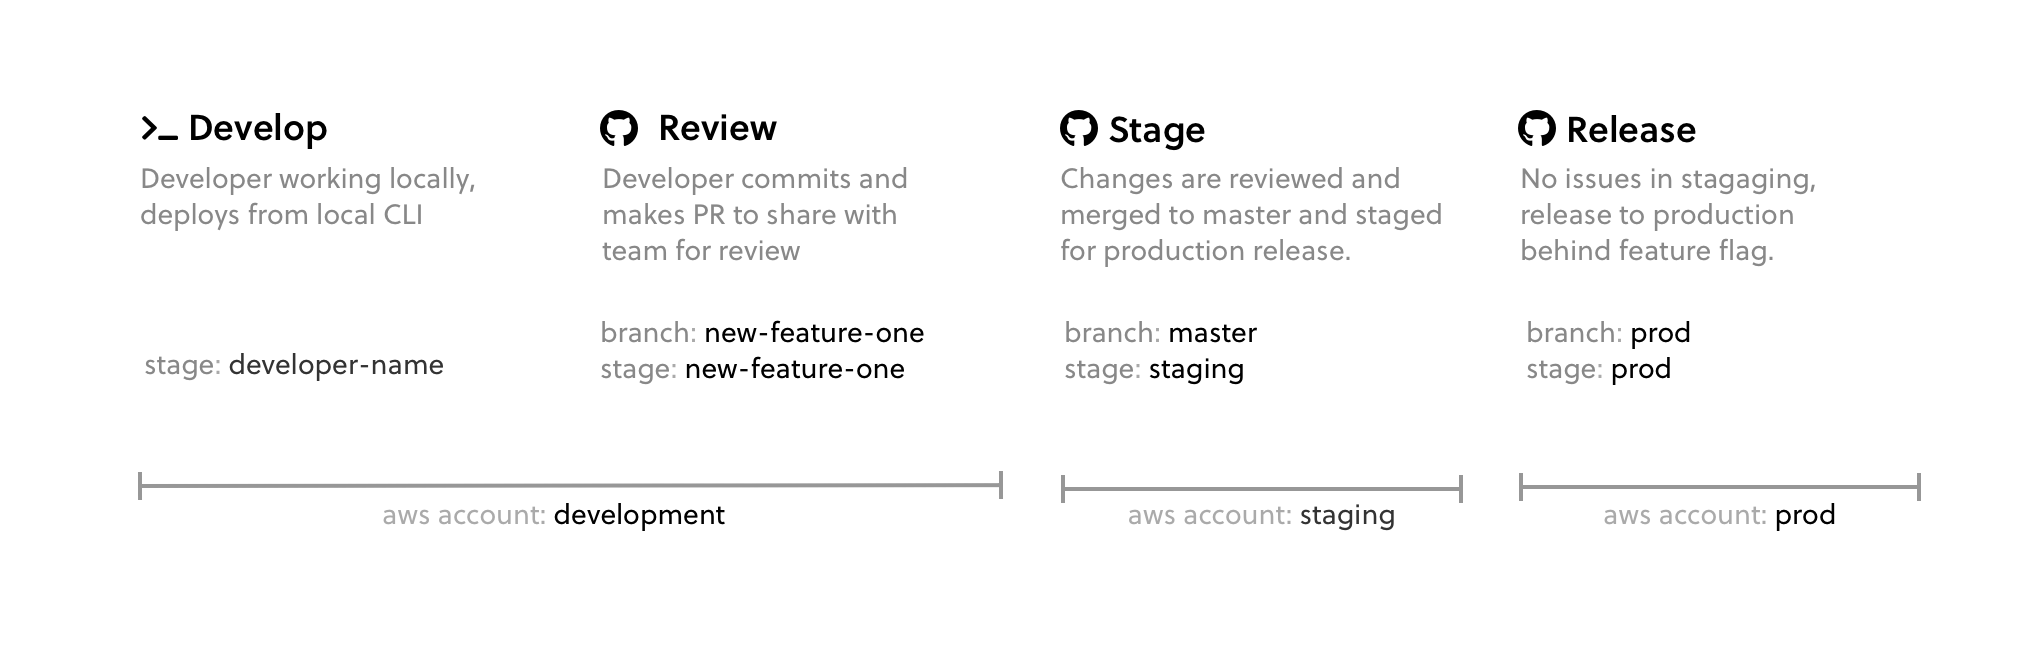 Develop
Developer working locally,
deploys from local CLI
stage: developer-name
Review
Developer commits and
makes PR to share with
team for review
branch: new-feature-one
stage: new-feature-one
aws account: development
Stage
Changes are reviewed and
merged to master and staged
for production release.
branch: master
stage: staging
aws account: staging
Release
No issues in stagaging,
release to production
behind feature flag.
branch: prod
stage: prod
aws account: prod